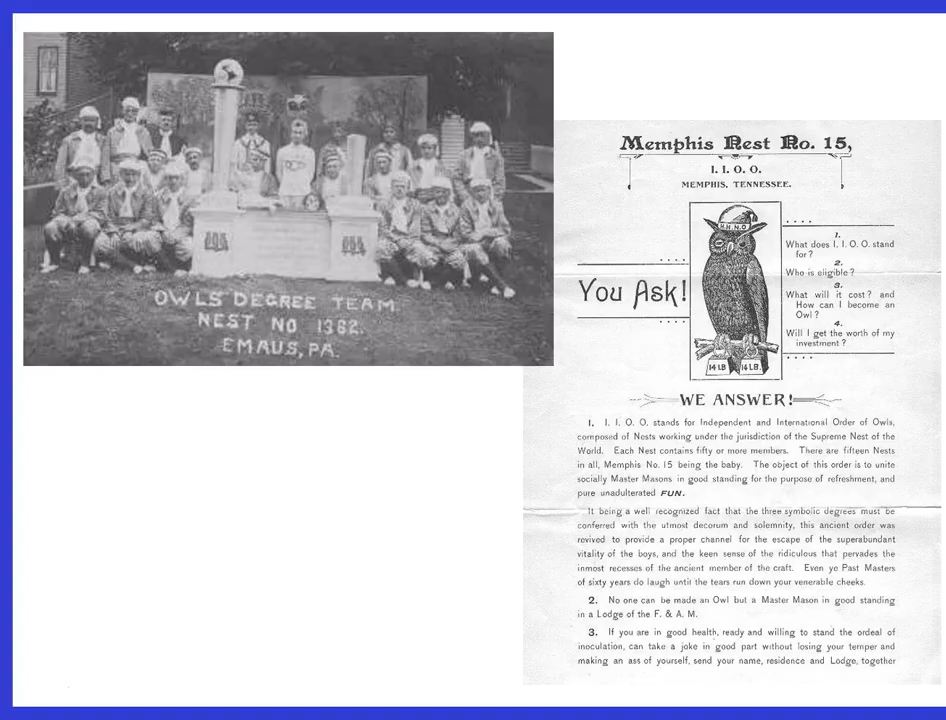 OWLS DEGREE TEAM
NEST NO 1382.
EMAUS, PA.
Memphis Nest No. 15,
I. I. O. O.
MEMPHIS, TENNESSEE.
You Ask!
14 LB
14 LB.
1.
What does I. I. O. O. stand
for?
2.
Who is eligible?
3.
What will it cost? and
How can I become an
Owl?
4.
Will I get the worth of my
investment?
WE ANSWER!
1. I. I. O. O. stands for Independent and International Order of Owls,
composed of Nests working under the jurisdiction of the Supreme Nest of the
World. Each Nest contains fifty or more members. There are fifteen Nests
in all, Memphis No. 15 being the baby. The object of this order is to unite
socially Master Masons in good standing for the purpose of refreshment, and
pure unadulterated FUN.
It being a well recognized fact that the three symbolic degrees must be
conferred with the utmost decorum and solemnity, this ancient order was
revived to provide a proper channel for the escape of the superabundant
vitality of the boys, and the keen sense of the ridiculous that pervades the
inmost recesses of the ancient member of the craft. Even ye Past Masters
of sixty years do laugh until the tears run down your venerable cheeks.
2. No one can be made an Owl but a Master Mason in good standing
in a Lodge of the F. & A. M.
3. If you are in good health, ready and willing to stand the ordeal of
inoculation, can take a joke in good part without losing your temper and
making an ass of yourself, send your name, residence and Lodge, together